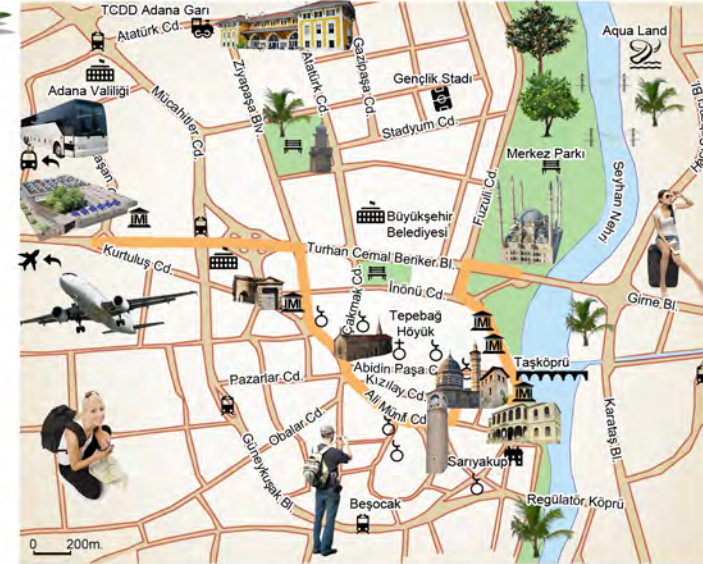 TCDD Adana Garı
Atatürk Cd.
Adana Valiliği
Mücahitler Cd.
Ziyapaşa Blv.
Atatürk Cd.
Gazipaşa Cd.
Gençlik Stadı
Stadyum Cd.
Aqua Land
Merkez Parkı
Fuzuli Cd.
Seyhan Nehri
Büyükşehir
Belediyesi
Turhan Cemal Beriker Bl.
Kurtuluş Cd.
Çakmak Cd.
İnönü Cd.
Girne Bl.
Tepebağ
Höyük
Taşköprü
Abidin Paşa C
Kızılay Cd.
Pazarlar Cd.
Ali Münif Cd.
Obalar Cd.
Güneykuşak Bl.
Karataş Bl.
Sarıyakup
Beşocak
Regülatör Köprü
0 200m.